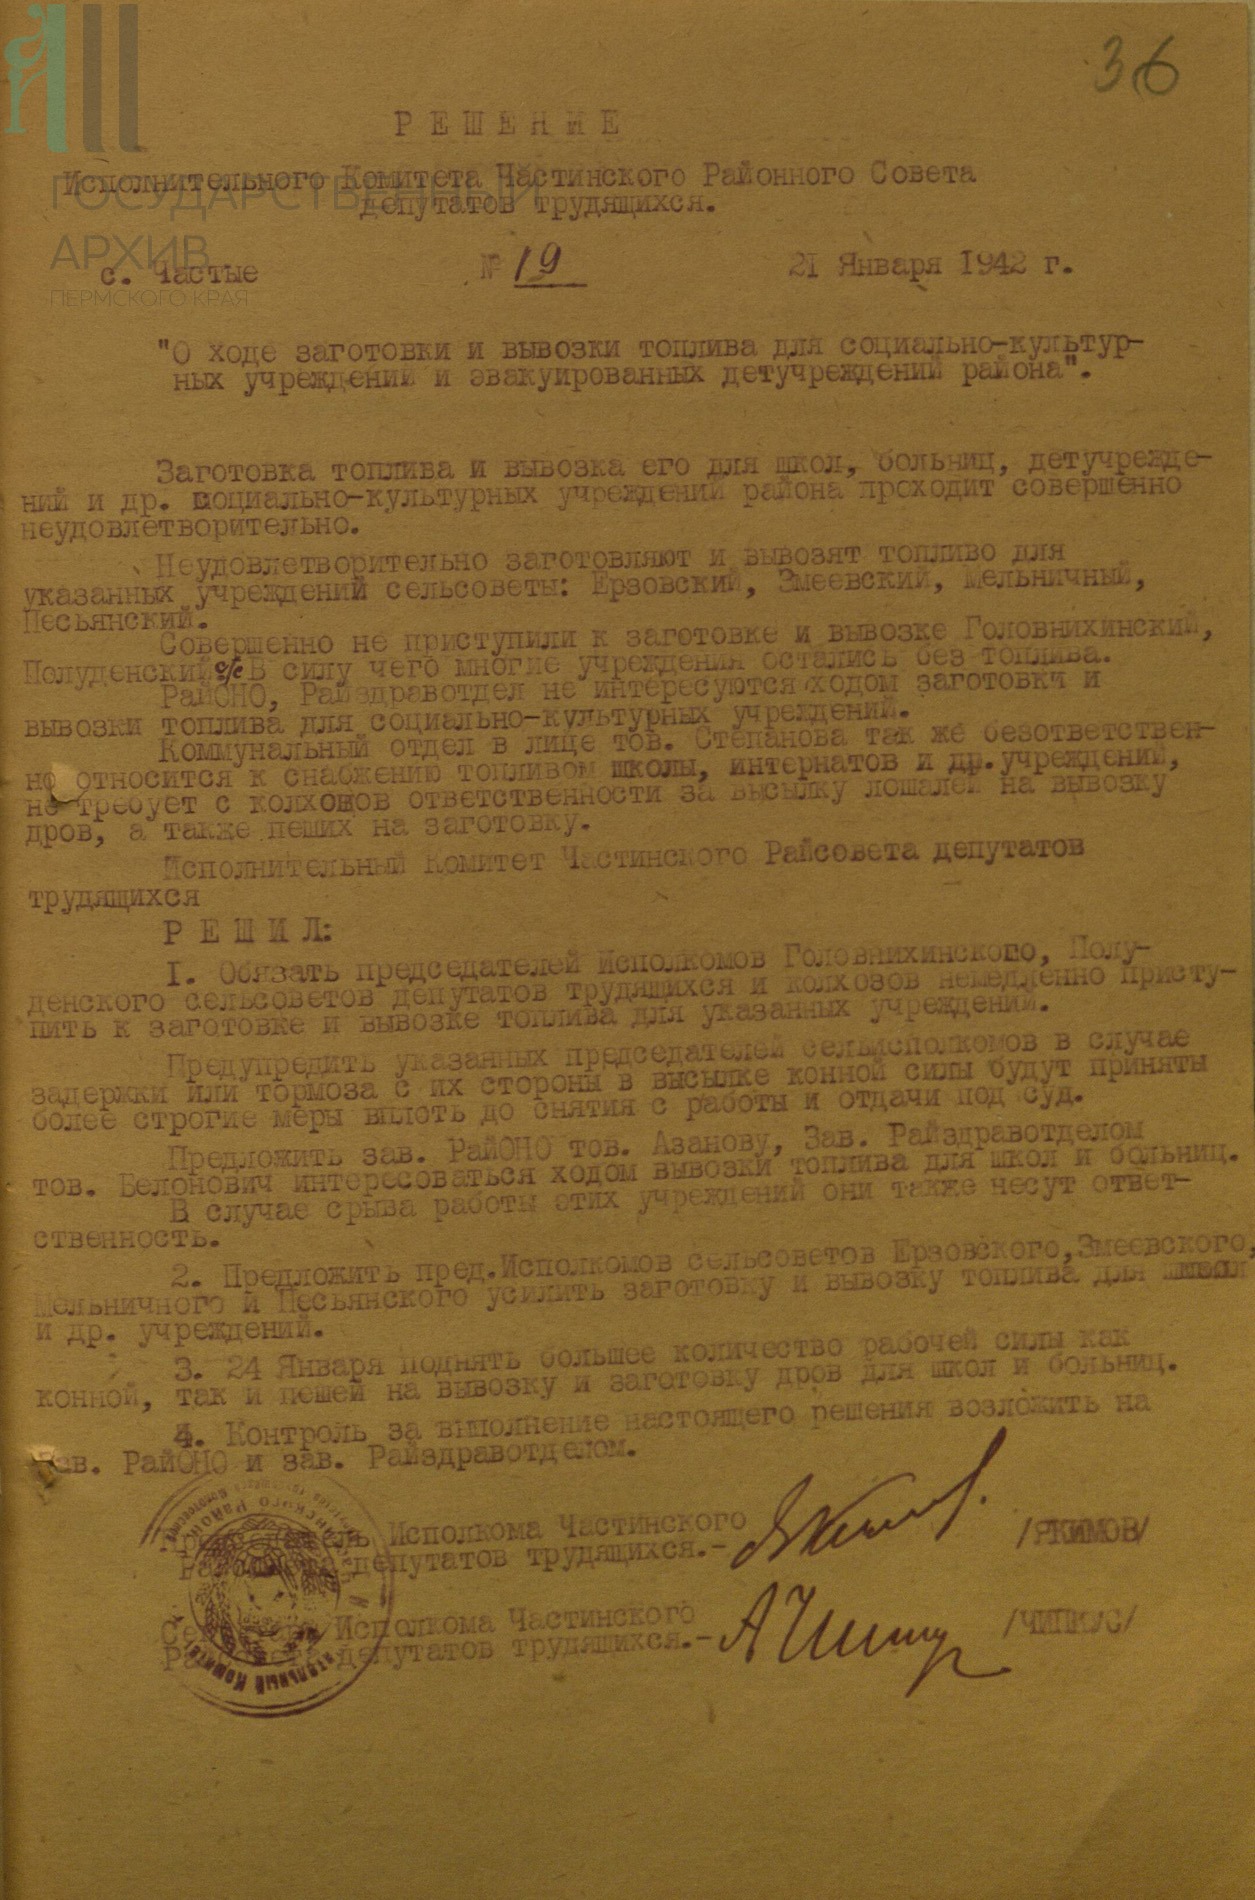 36
РЕШЕНИЕ
Исполнительного Комитета Частинского Районного Совета
депутатов трудящихся.
ГОСУДАРСТВЕННЫЙ
АРХИВ
ПЕРМСКОГО КРАЯ
с. Частые № 19 21 Января 1942 г.
"О ходе заготовки и вывозки топлива для социально-культур-
ных учреждений и эвакуированных детучреждений района".
Заготовка топлива и вывозка его для школ, больниц, детучрежде-
ний и др. социально-культурных учреждений района проходит совершенно
неудовлетворительно.
Неудовлетворительно заготовляют и вывозят топливо для
указанных учреждений сельсоветы: Ерзовский, Змеевский, Мельничный,
Песьянский.
Совершенно не приступили к заготовке и вывозке Головнихинский,
Полуденский с/с В силу чего многие учреждения остались без топлива.
РайОНО, Райздравотдел не интересуются ходом заготовки и
вывозки топлива для социально-культурных учреждений.
Коммунальный отдел в лице тов. Степанова так же безответствен-
но относится к снабжению топливом школы, интернатов и др.учреждений,
не требует с колхозов ответственности за высылку лошалей на вывозку
дров, а также пеших на заготовку.
Исполнительный Комитет Частинского Райсовета депутатов
трудящихся
РЕШИЛ:
1. Обязать председателей Исполкомов Головнихинского, Полу-
денского сельсоветов депутатов трудящихся и колхозов немедленно присту-
пить к заготовке и вывозке топлива для указанных учреждений.
Предупредить указаяных председателей сельисполкомов в случае
задержки или тормоза с их стороны в высылке конной силы будут приняты
более строгие меры вплоть до снятия с работы и отдачи под суд.
Предложить зав. РайОНО тов. Азанову, Зав. Райздравотделом
тов. Белонович интересоваться ходом вывозки топлива для школ и больниц.
В случае срыва работы этих учреждений они также несут ответ-
ственность.
2. Предложить пред.Исполкомов сельсоветов Ерзовского,Змеевского,
Мельничного и Песьянского усилить заготовку и вывозку топлива для школ
и др. учреждений.
3. 24 Января поднять большее количество рабочей силы как
конной, так и пешей на вывозку и заготовку дров для школ и больниц.
4. Контроль за выполнение настоящего решения возложить на
Зав. РайОНО и зав. Райздравотделом.
Председатель Исполкома Частинского
Райсовета депутатов трудящихся.- /ЯКИМОВ/
Секретарь Исполкома Частинского
Райсовета депутатов трудящихся.- /ЧИПИУС/